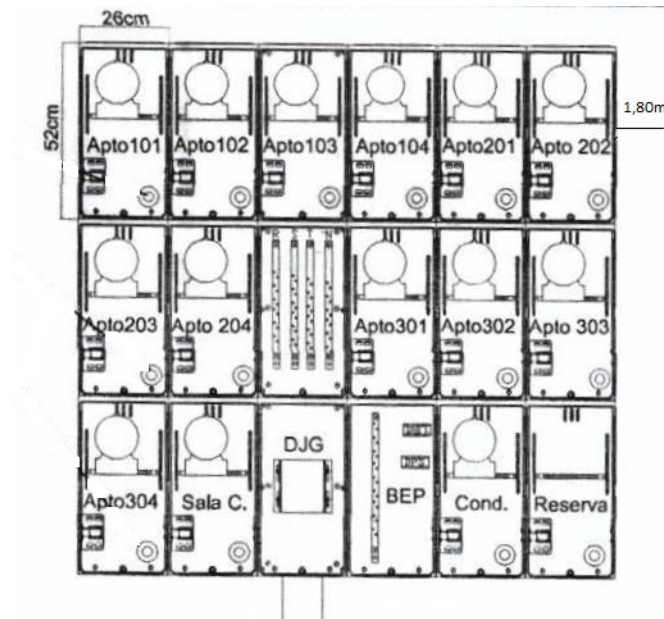 26cm
52cm
1,80m
Apto101 Apto102 Apto103 Apto104 Apto201 Apto 202
R S T N
Apto203 Apto 204 Apto301 Apto302 Apto 303
DJG
BEP
Apto304 Sala C. Cond. Reserva